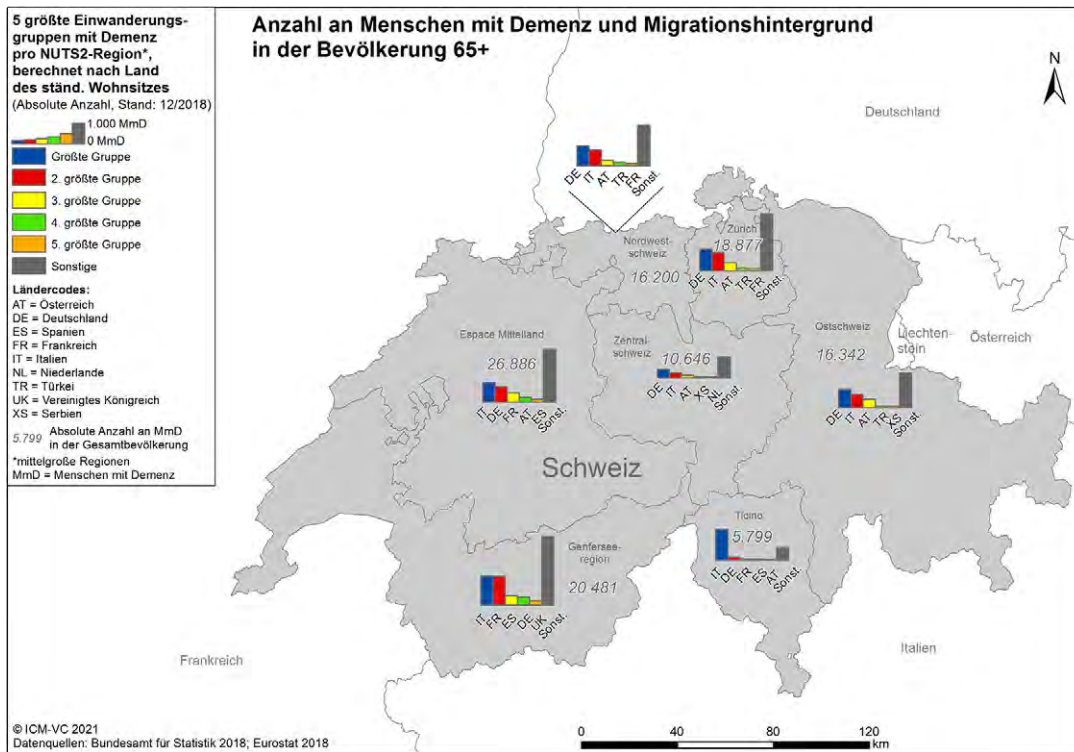 5 größte Einwanderungs-
gruppen mit Demenz
pro NUTS2-Region*,
berechnet nach Land
des ständ. Wohnsitzes
(Absolute Anzahl, Stand: 12/2018)
1.000 MmD
0 MmD
Größte Gruppe
2. größte Gruppe
3. größte Gruppe
4. größte Gruppe
5. größte Gruppe
Sonstige
Ländercodes:
AT = Österreich
DE = Deutschland
ES = Spanien
FR = Frankreich
IT = Italien
NL = Niederlande
TR = Türkei
UK = Vereinigtes Königreich
XS = Serbien
5.799 Absolute Anzahl an MmD
in der Gesamtbevölkerung
*mittelgroße Regionen
MmD = Menschen mit Demenz
Anzahl an Menschen mit Demenz und Migrationshintergrund
in der Bevölkerung 65+
N
Deutschland
DE IT AT TR FR Sonst.
Nordwest-
schweiz
16.200
Zürich
18.877
DE IT AT TR FR Sonst.
Espace Mittelland
26.886
IT DE FR AT ES Sonst.
Zentral-
schweiz
10.646
DE IT AT XS NL Sonst.
Ostschweiz
16.342
DE IT AT TR XS Sonst.
Liechten-
stein
Österreich
Schweiz
Genfersee-
region
20.481
IT FR ES DE UK Sonst.
Ticino
5.799
IT DE FR ES AT Sonst.
Frankreich
Italien
© ICM-VC 2021
Datenquellen: Bundesamt für Statistik 2018; Eurostat 2018
0 40 80 120
km